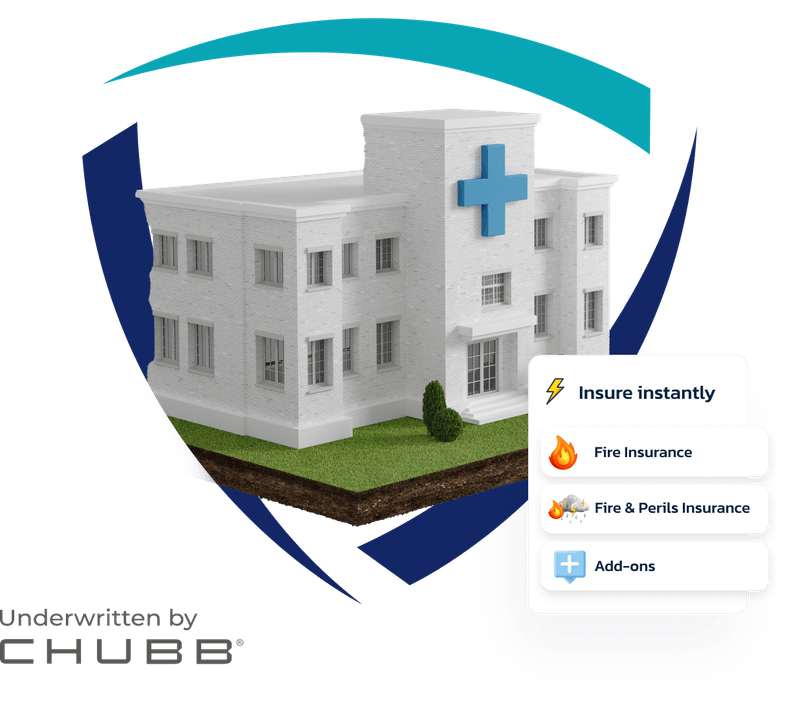 Insure instantly
Fire Insurance
Fire & Perils Insurance
Add-ons
Underwritten by
CHUBB®